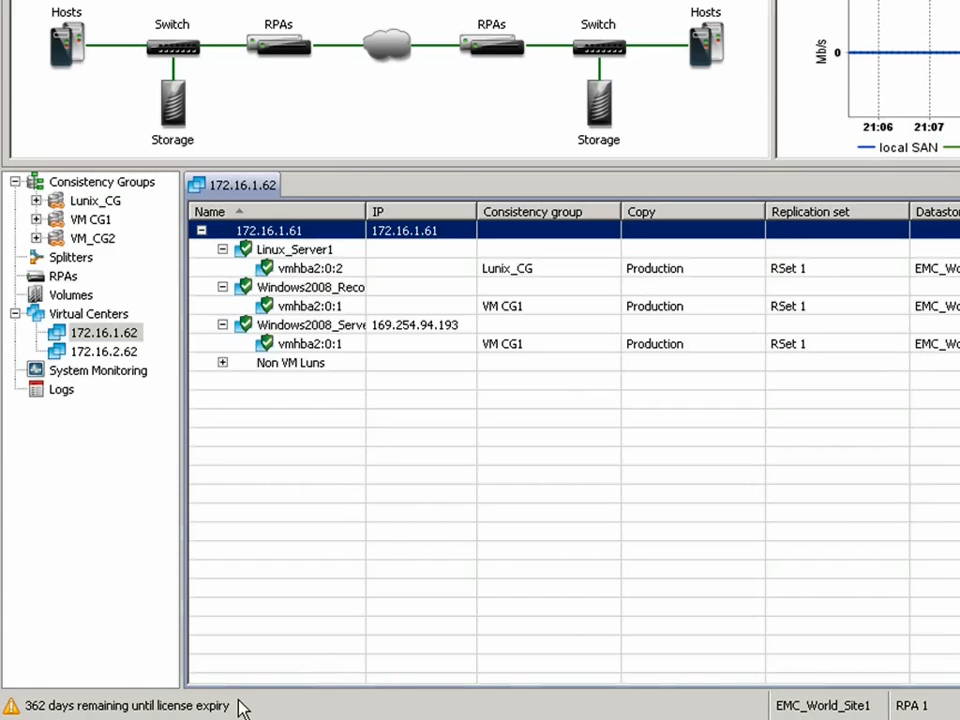 Hosts
Switch
RPAs
RPAs
Switch
Hosts
Storage
Storage
Mb/s
0
21:06 21:07
local SAN
Consistency Groups
Lunix_CG
VM CG1
VM_CG2
Splitters
RPAs
Volumes
Virtual Centers
172.16.1.62
172.16.2.62
System Monitoring
Logs
172.16.1.62
Name IP Consistency group Copy Replication set Datasto
172.16.1.61 172.16.1.61
Linux_Server1
vmhba2:0:2 Lunix_CG Production RSet 1 EMC_Wo
Windows2008_Reco
vmhba2:0:1 VM CG1 Production RSet 1 EMC_Wo
Windows2008_Serve 169.254.94.193
vmhba2:0:1 VM CG1 Production RSet 1 EMC_Wo
Non VM Luns
362 days remaining until license expiry
EMC_World_Site1 RPA 1